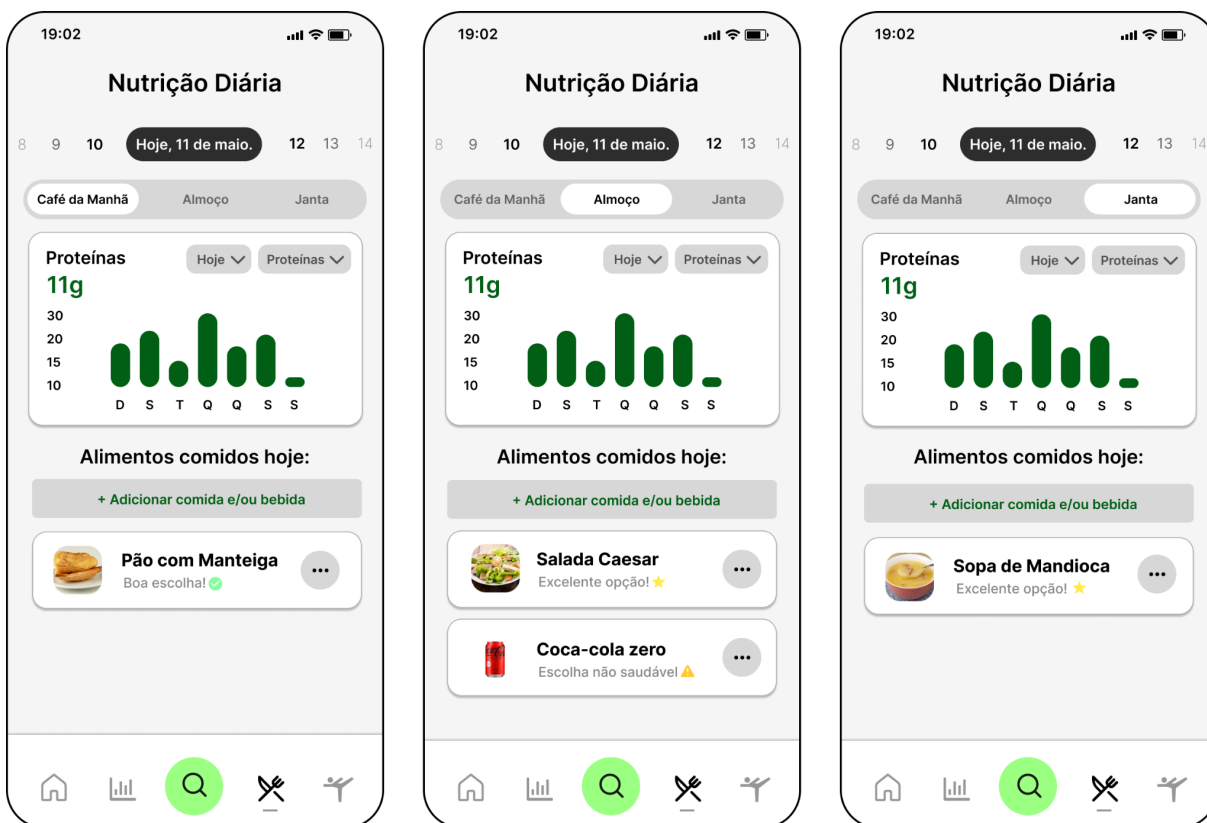 19:02
Nutrição Diária
8 9 10 Hoje, 11 de maio. 12 13 14
Café da Manhã Almoço Janta
Proteínas Hoje Proteínas
11g
30
20
15
10
D S T Q Q S S
Alimentos comidos hoje:
+ Adicionar comida e/ou bebida
Pão com Manteiga
Boa escolha!
19:02
Nutrição Diária
8 9 10 Hoje, 11 de maio. 12 13 14
Café da Manhã Almoço Janta
Proteínas Hoje Proteínas
11g
30
20
15
10
D S T Q Q S S
Alimentos comidos hoje:
+ Adicionar comida e/ou bebida
Salada Caesar
Excelente opção!
Coca-cola zero
Escolha não saudável
19:02
Nutrição Diária
8 9 10 Hoje, 11 de maio. 12 13 14
Café da Manhã Almoço Janta
Proteínas Hoje Proteínas
11g
30
20
15
10
D S T Q Q S S
Alimentos comidos hoje:
+ Adicionar comida e/ou bebida
Sopa de Mandioca
Excelente opção!